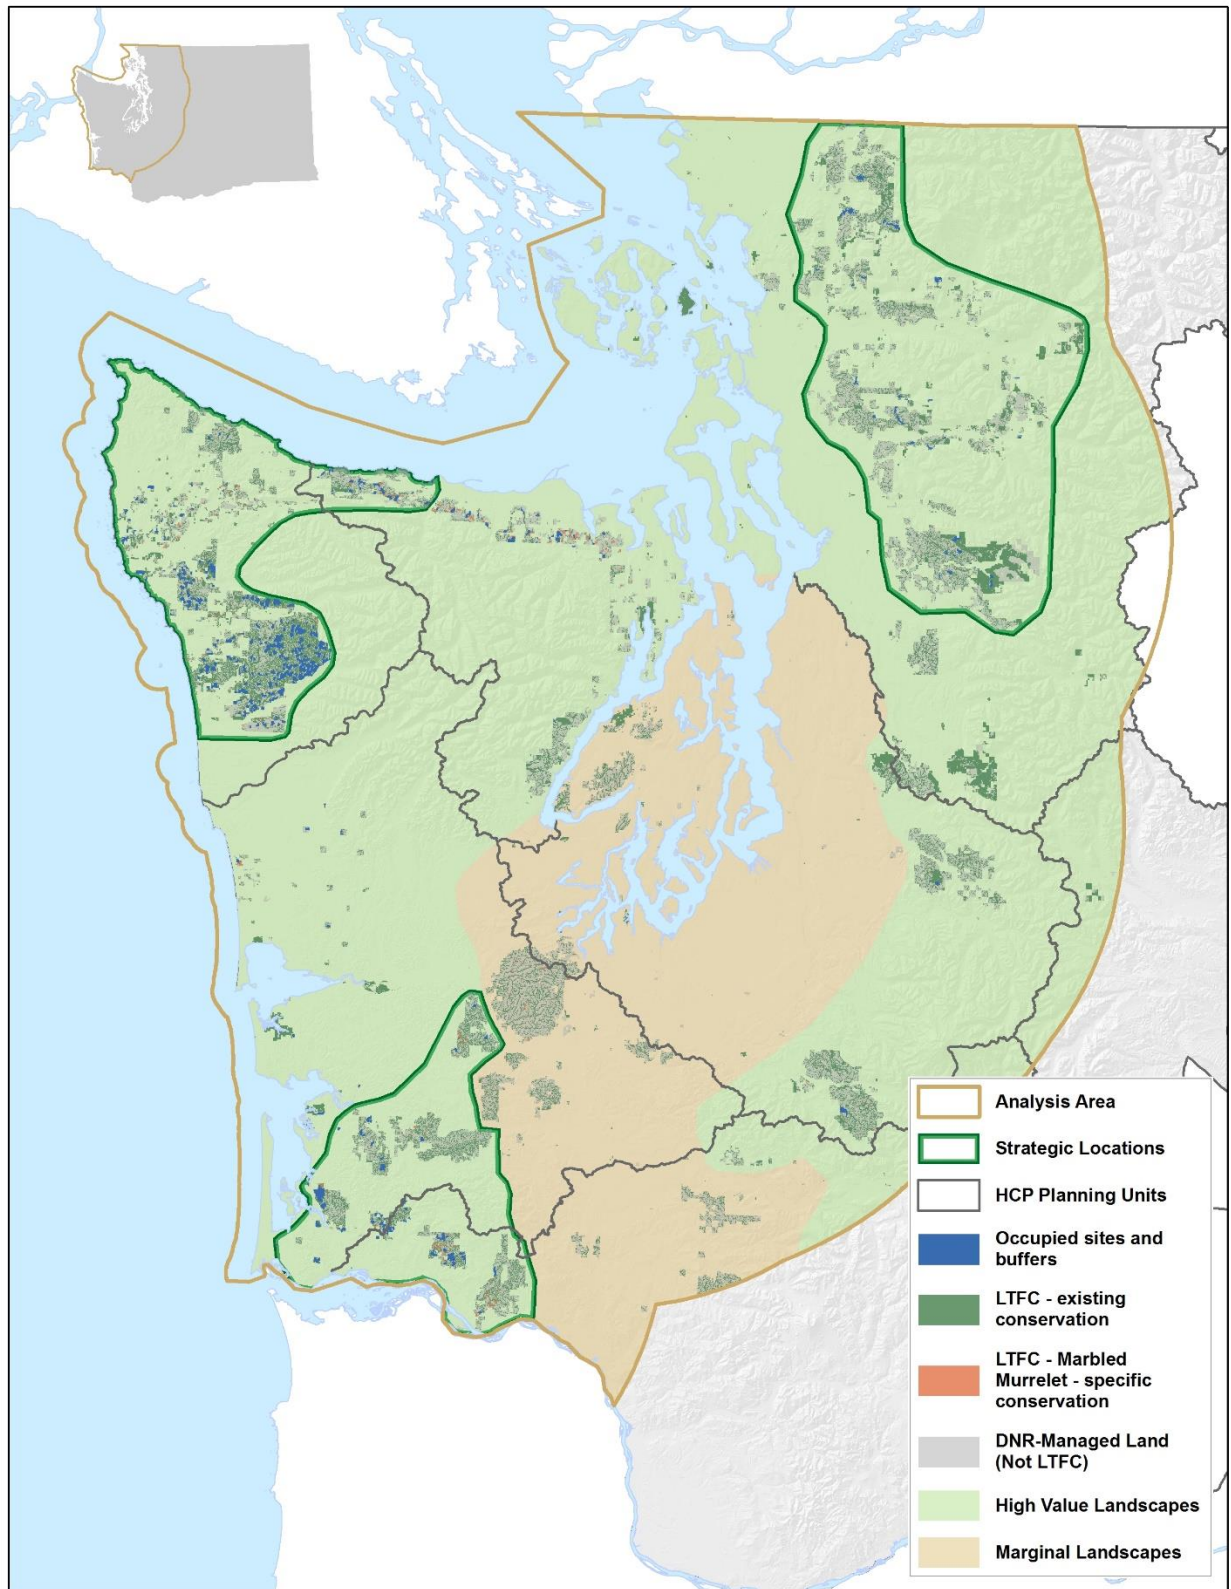 Analysis Area
Strategic Locations
HCP Planning Units
Occupied sites and
buffers
LTFC - existing
conservation
LTFC - Marbled
Murrelet - specific
conservation
DNR-Managed Land
(Not LTFC)
High Value Landscapes
Marginal Landscapes